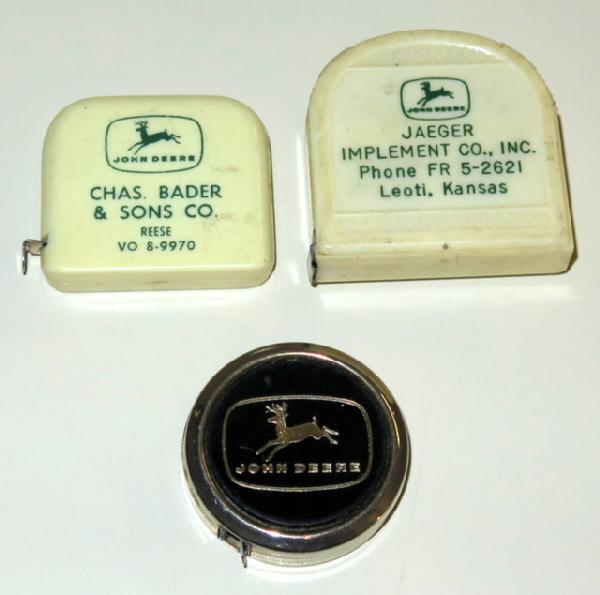 JOHN DEERE
CHAS. BADER
& SONS CO.
REESE
VO 8-9970
JOHN DEERE
JAEGER
IMPLEMENT CO., INC.
Phone FR 5-2621
Leoti, Kansas
JOHN DEERE